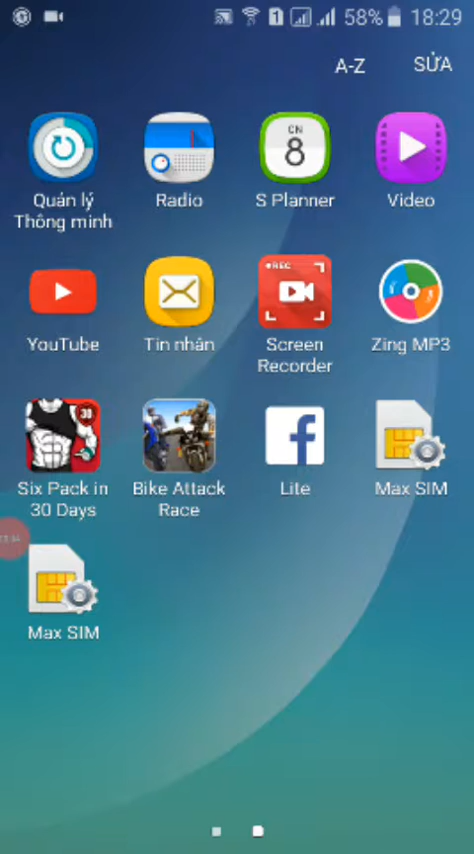 58% 18:29
A-Z SỬA
CN
8
Quản lý
Thông minh
Radio
S Planner
Video
YouTube
Tin nhắn
REC
Screen
Recorder
Zing MP3
30
Six Pack in
30 Days
Bike Attack
Race
f
Lite
Max SIM
Max SIM